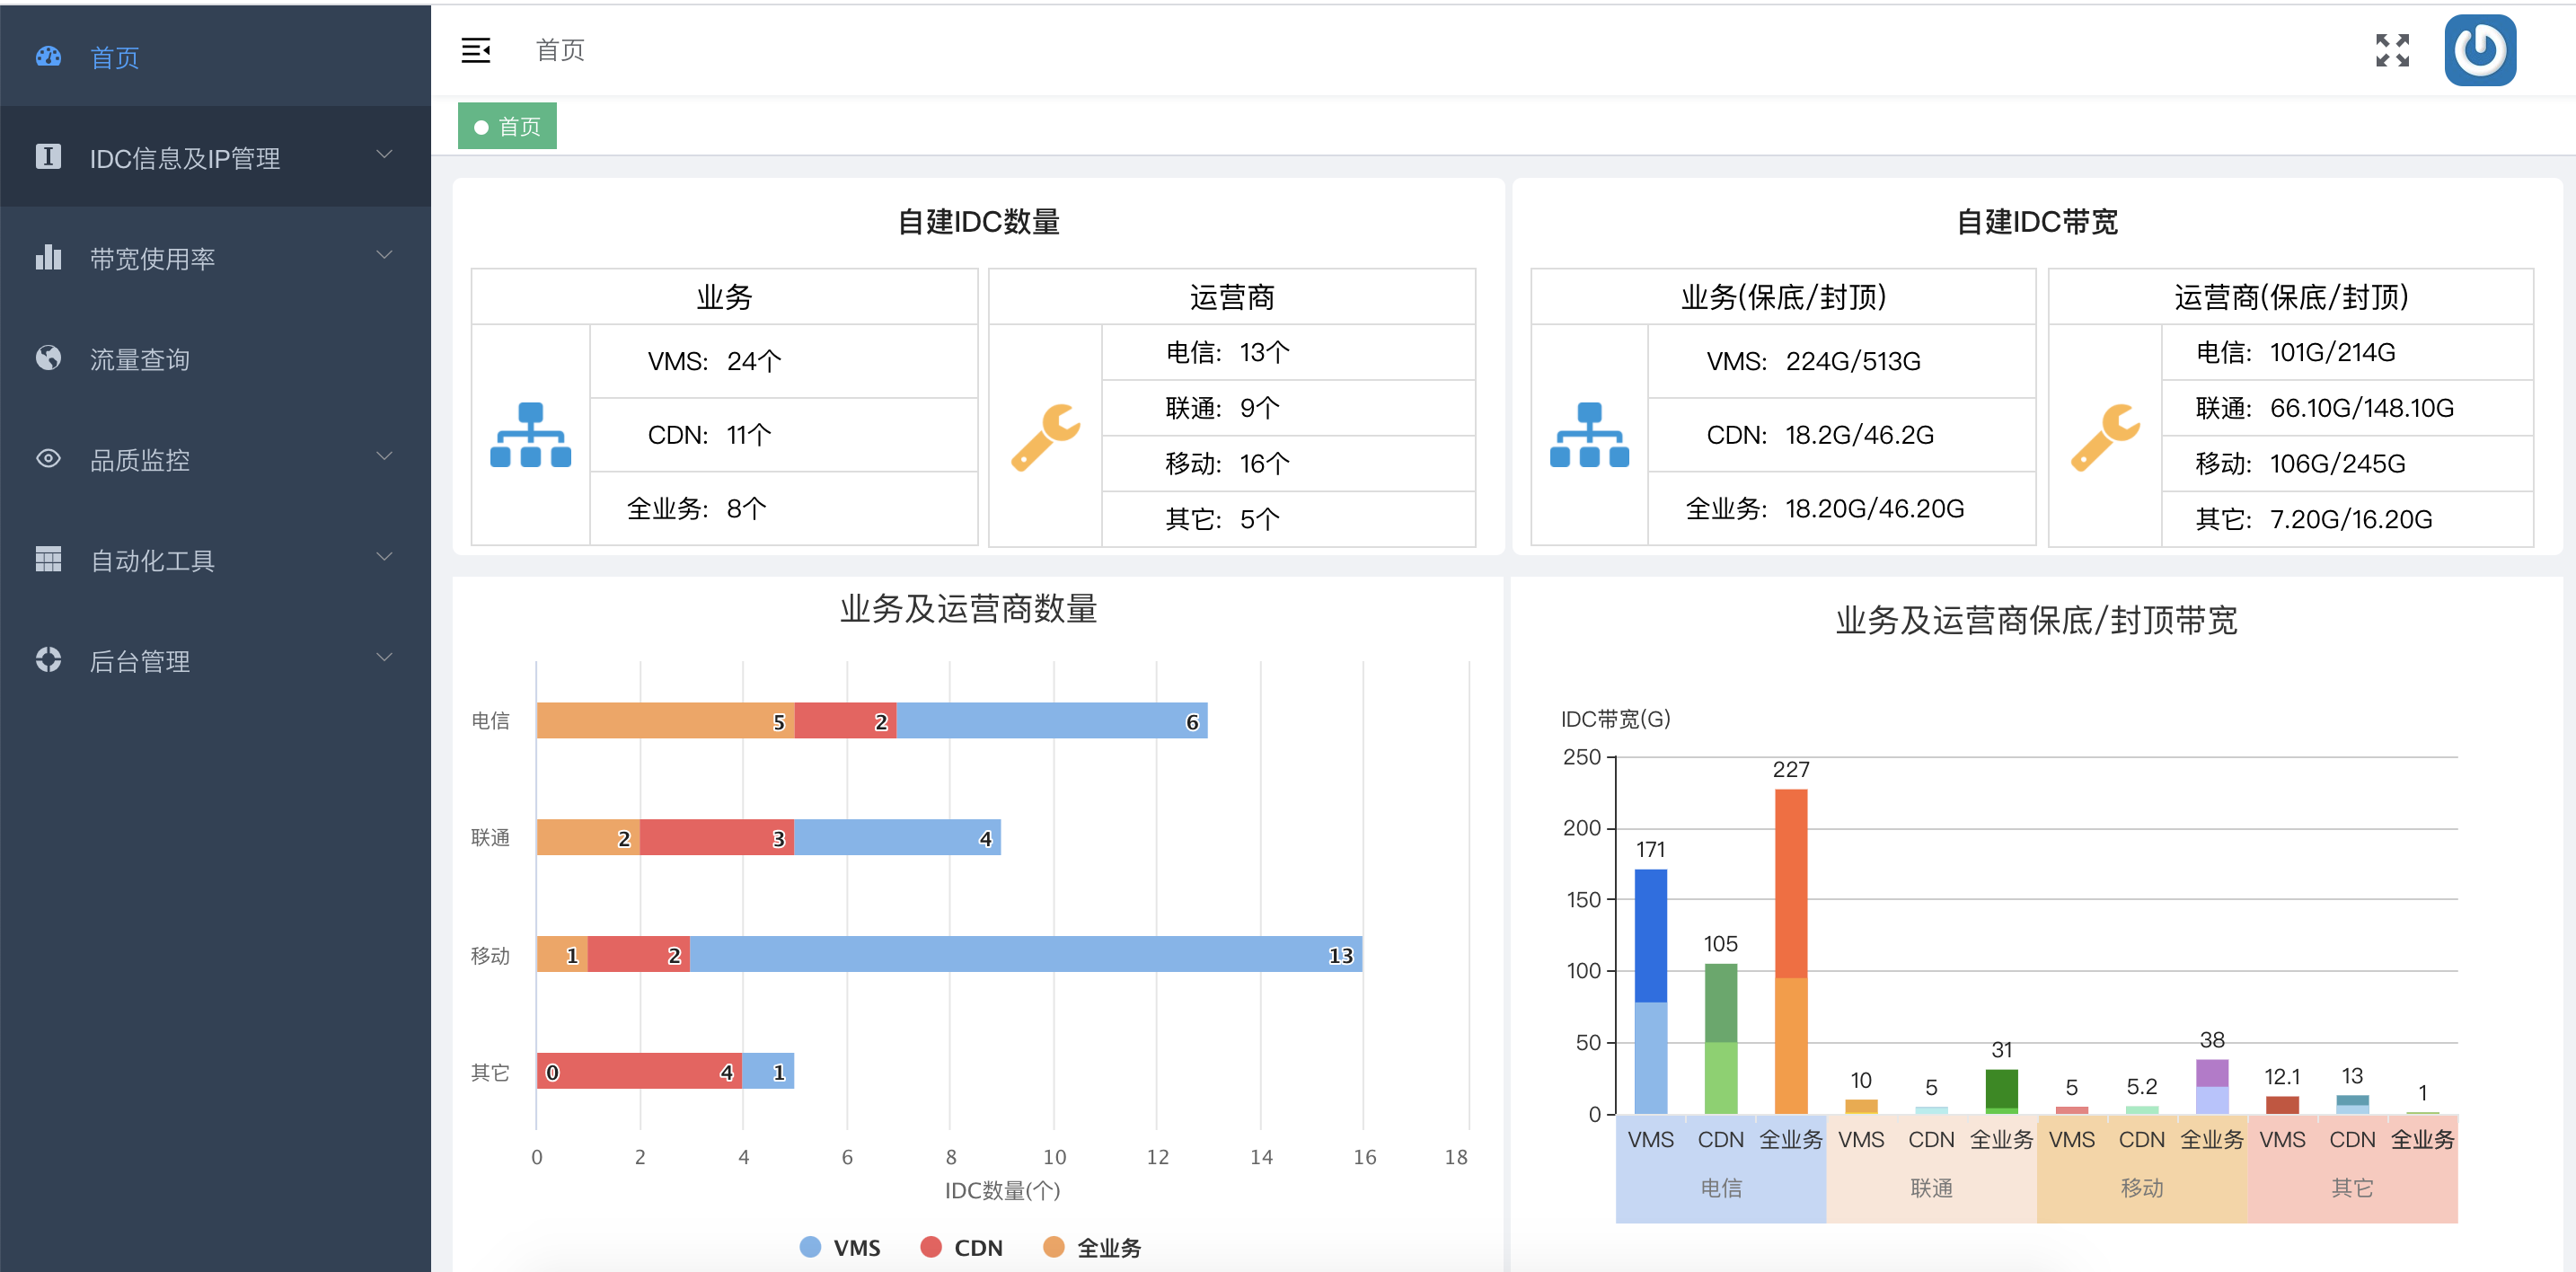 首页
IDC信息及IP管理
带宽使用率
流量查询
品质监控
自动化工具
后台管理
首页
首页
自建IDC数量
业务
VMS: 24个
CDN: 11个
全业务: 8个
运营商
电信: 13个
联通: 9个
移动: 16个
其它: 5个
自建IDC带宽
业务(保底/封顶)
VMS: 224G/513G
CDN: 18.2G/46.2G
全业务: 18.20G/46.20G
运营商(保底/封顶)
电信: 101G/214G
联通: 66.10G/148.10G
移动: 106G/245G
其它: 7.20G/16.20G
业务及运营商数量
电信 5 2 6
联通 2 3 4
移动 1 2 13
其它 0 4 1
0 2 4 6 8 10 12 14 16 18
IDC数量(个)
VMS CDN 全业务
业务及运营商保底/封顶带宽
IDC带宽(G)
250
200
150
100
50
0
171 105 227 10 5 31 5 5.2 38 12.1 13 1
VMS CDN 全业务 VMS CDN 全业务 VMS CDN 全业务 VMS CDN 全业务
电信 联通 移动 其它